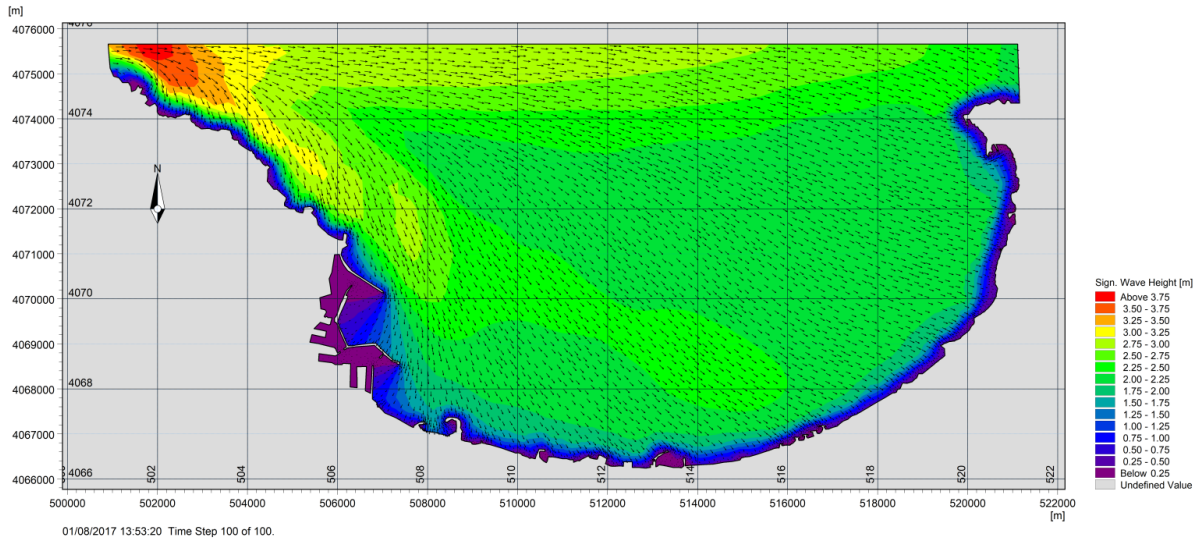 [m]
4076000
4076
4075000
4074000
4074
4073000
N
4072000
4072
4071000
4070000
4070
4069000
4068000
4068
4067000
4066000
4066
502
504
506
508
510
512
514
516
518
520
522
500000
502000
504000
506000
508000
510000
512000
514000
516000
518000
520000
522000
[m]
Sign. Wave Height [m]
Above 3.75
3.50 - 3.75
3.25 - 3.50
3.00 - 3.25
2.75 - 3.00
2.50 - 2.75
2.25 - 2.50
2.00 - 2.25
1.75 - 2.00
1.50 - 1.75
1.25 - 1.50
1.00 - 1.25
0.75 - 1.00
0.50 - 0.75
0.25 - 0.50
Below 0.25
Undefined Value
01/08/2017 13:53:20 Time Step 100 of 100.